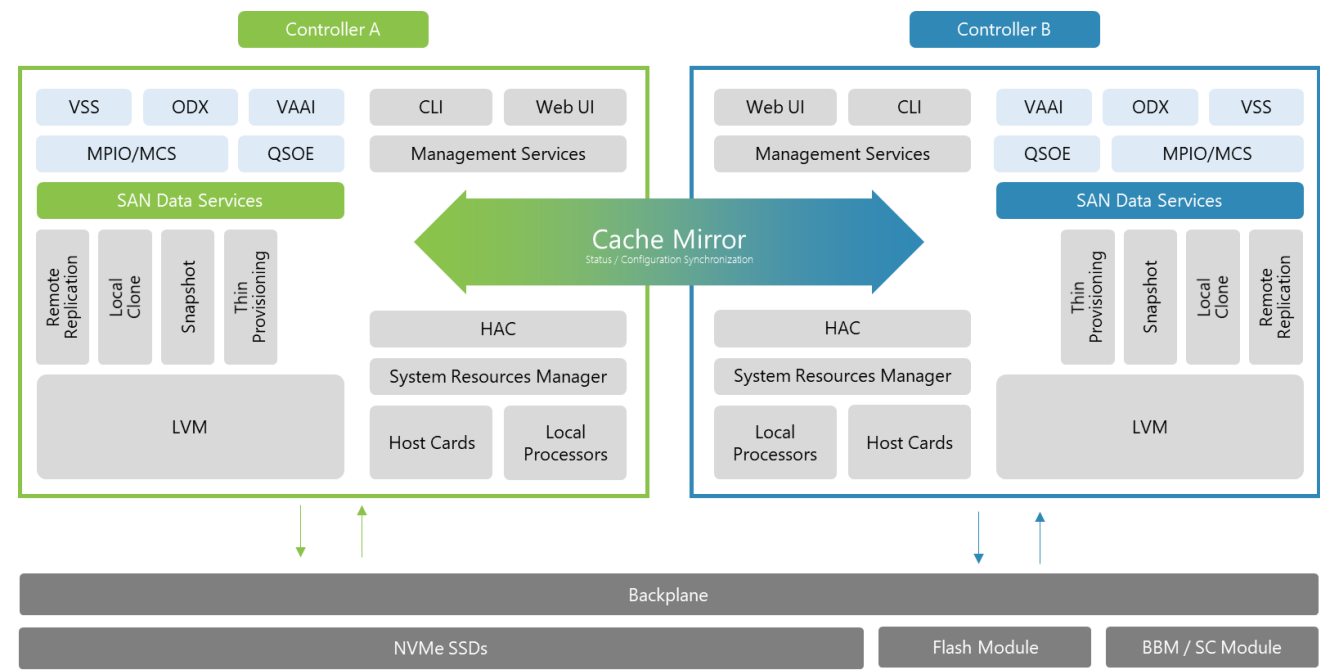 Controller A
Controller B
VSS
ODX
VAAI
CLI
Web UI
MPIO/MCS
QSOE
Management Services
SAN Data Services
Remote
Replication
Local
Clone
Snapshot
Thin
Provisioning
HAC
System Resources Manager
LVM
Host Cards
Local
Processors
Cache Mirror
Status / Configuration Synchronization
Web UI
CLI
VAAI
ODX
VSS
Management Services
QSOE
MPIO/MCS
SAN Data Services
Thin
Provisioning
Snapshot
Local
Clone
Remote
Replication
HAC
System Resources Manager
Local
Processors
Host Cards
LVM
Backplane
NVMe SSDs
Flash Module
BBM / SC Module